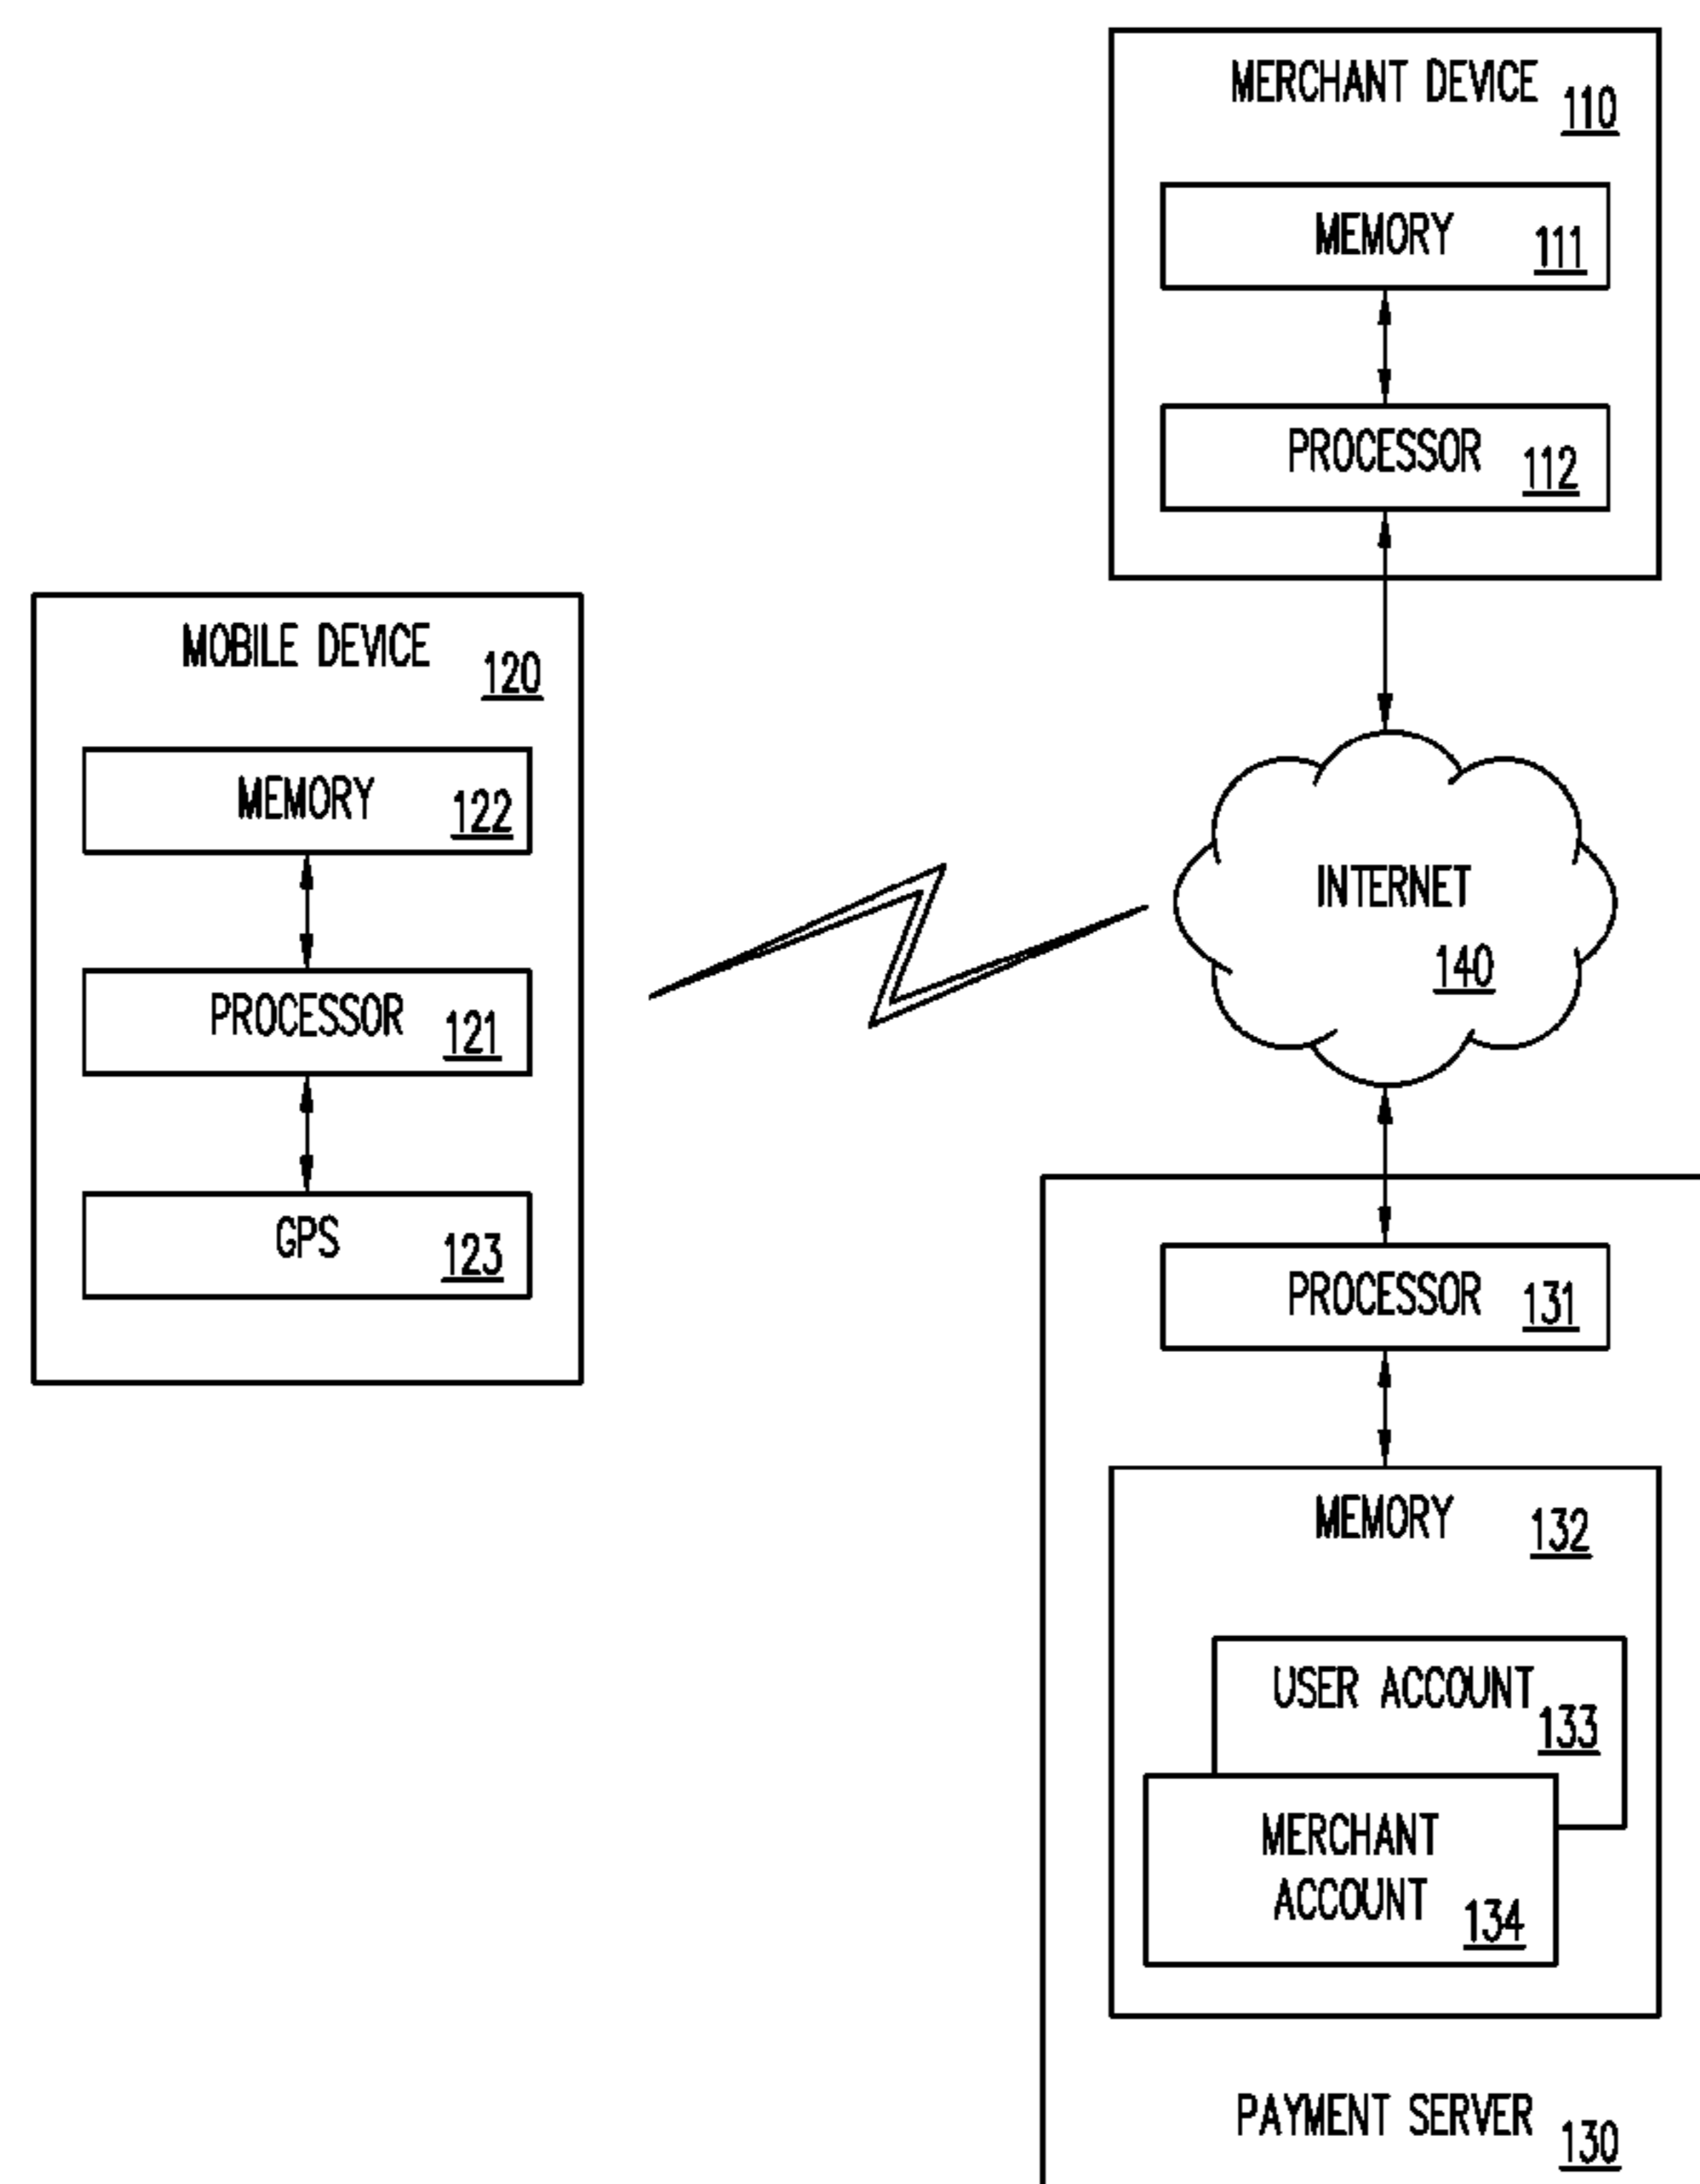 MERCHANT DEVICE 110
MEMORY 111
PROCESSOR 112
MOBILE DEVICE 120
MEMORY 122
PROCESSOR 121
GPS 123
INTERNET
140
PROCESSOR 131
MEMORY 132
USER ACCOUNT 133
MERCHANT
ACCOUNT 134
PAYMENT SERVER 130